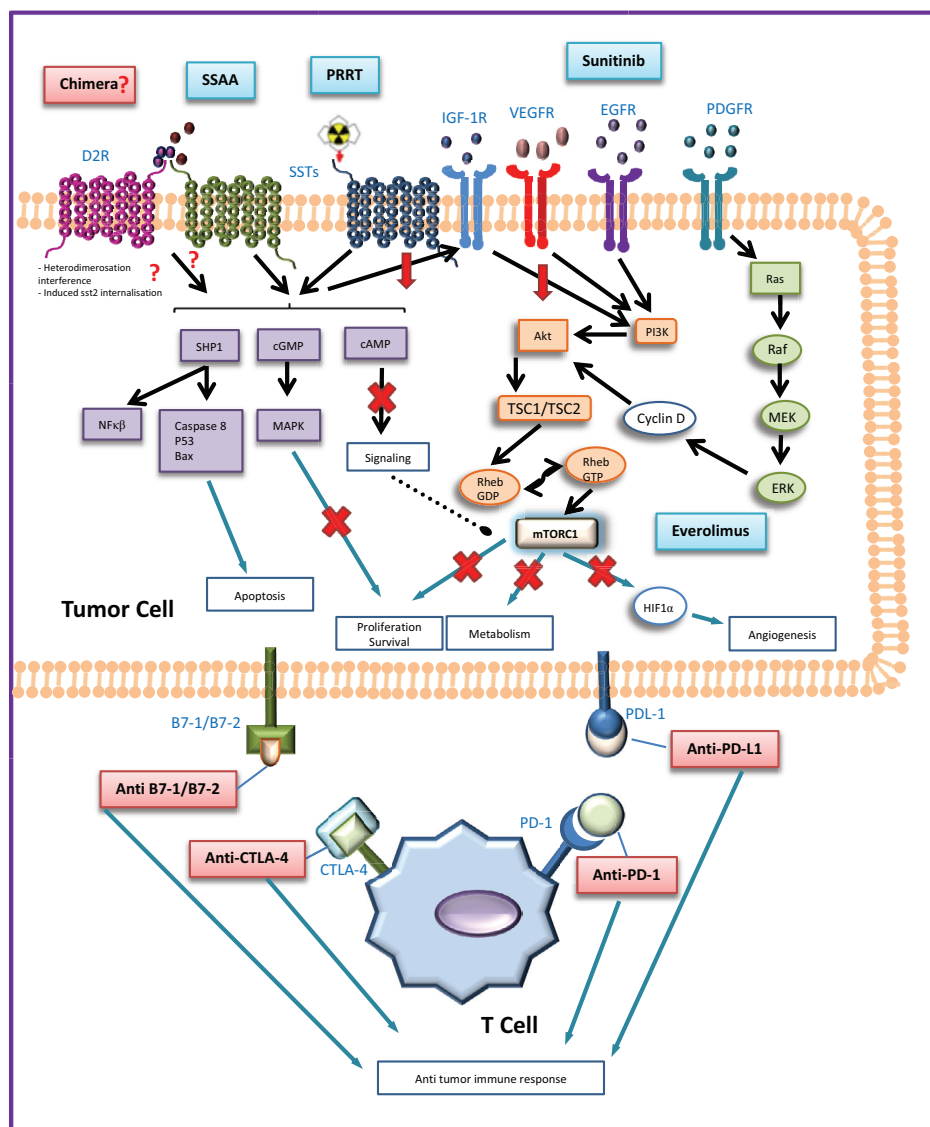 Chimera?
SSAA
PRRT
Sunitinib
D2R
SSTs
IGF-1R
VEGFR
EGFR
PDGFR
- Heterodimerosation
interference
- Induced sst2 internalisation
?
?
SHP1
cGMP
cAMP
Akt
PI3K
Ras
Raf
NFκβ
Caspase 8
P53
Bax
MAPK
Signaling
TSC1/TSC2
Cyclin D
MEK
Rheb
GDP
Rheb
GTP
ERK
mTORC1
Everolimus
Tumor Cell
Apoptosis
Proliferation
Survival
Metabolism
HIF1α
Angiogenesis
B7-1/B7-2
PDL-1
Anti-PD-L1
Anti B7-1/B7-2
PD-1
Anti-CTLA-4
CTLA-4
Anti-PD-1
T Cell
Anti tumor immune response